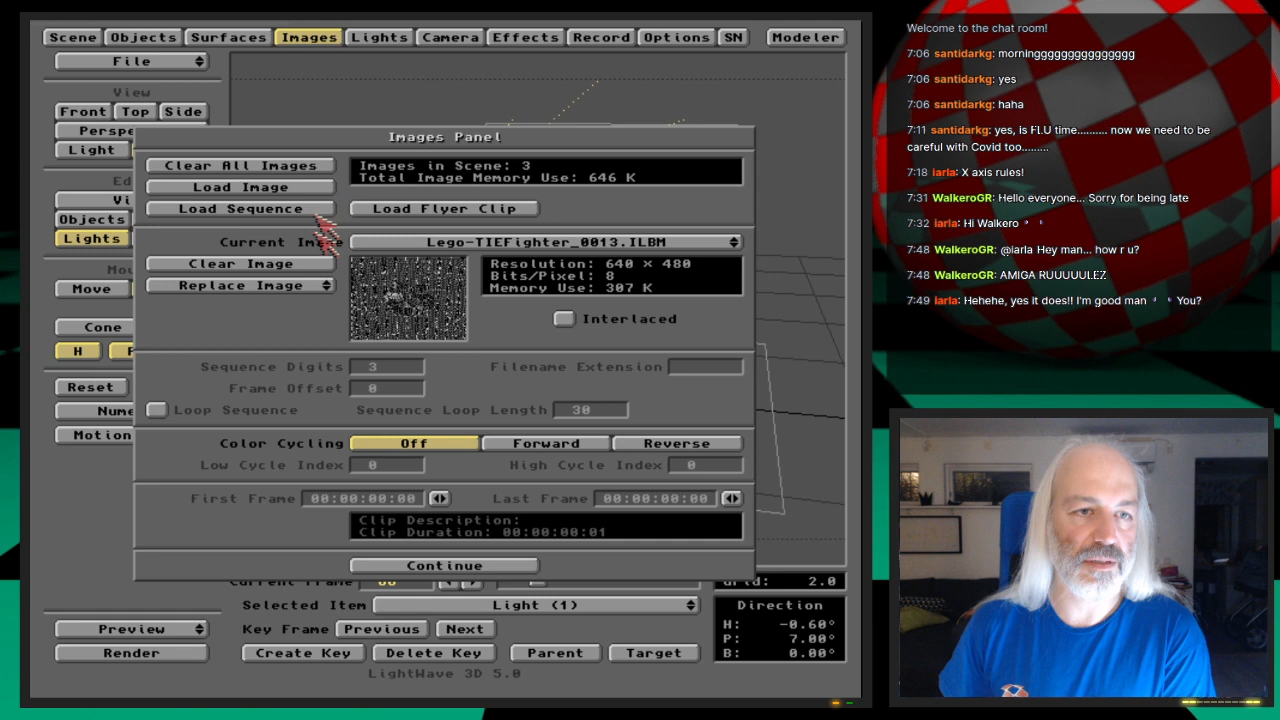 Scene Objects Surfaces Images Lights Camera Effects Record Options SN Modeler
File
View
Front Top Side
Perspe
Light
Ed
Vi
Objects
Lights
Mou
Move
Cone
H
Reset
Nume
Motion
Preview
Render
Images Panel
Clear All Images
Load Image
Load Sequence
Images in Scene: 3
Total Image Memory Use: 646 K
Load Flyer Clip
Current Image
Lego-TIEFighter_0013.ILBM
Clear Image
Replace Image
Resolution: 640 × 480
Bits/Pixel: 8
Memory Use: 307 K
Interlaced
Sequence Digits 3
Filename Extension
Frame Offset 0
Loop Sequence
Sequence Loop Length 30
Color Cycling Off Forward Reverse
Low Cycle Index 0
High Cycle Index 0
First Frame 00:00:00:00
Last Frame 00:00:00:00
Clip Description:
Clip Duration: 00:00:00:01
Continue
Current Frame
Grid: 2.0
Selected Item Light (1)
Key Frame Previous Next
Create Key Delete Key Parent Target
Direction
H: -0.60°
P: 7.00°
B: 0.00°
LightWave 3D 5.0
Welcome to the chat room!
7:06 santidarkg: morningggggggggggggggg
7:06 santidarkg: yes
7:06 santidarkg: haha
7:11 santidarkg: yes, is FLU time.......... now we need to
be careful with Covid too.........
7:18 iarla: X axis rules!
7:31 WalkeroGR: Hello everyone... Sorry for being late
7:32 iarla: Hi Walkero
7:48 WalkeroGR: @iarla Hey man... how r u?
7:48 WalkeroGR: AMIGA RUUUUULEZ
7:49 iarla: Hehehe, yes it does!! I'm good man You?